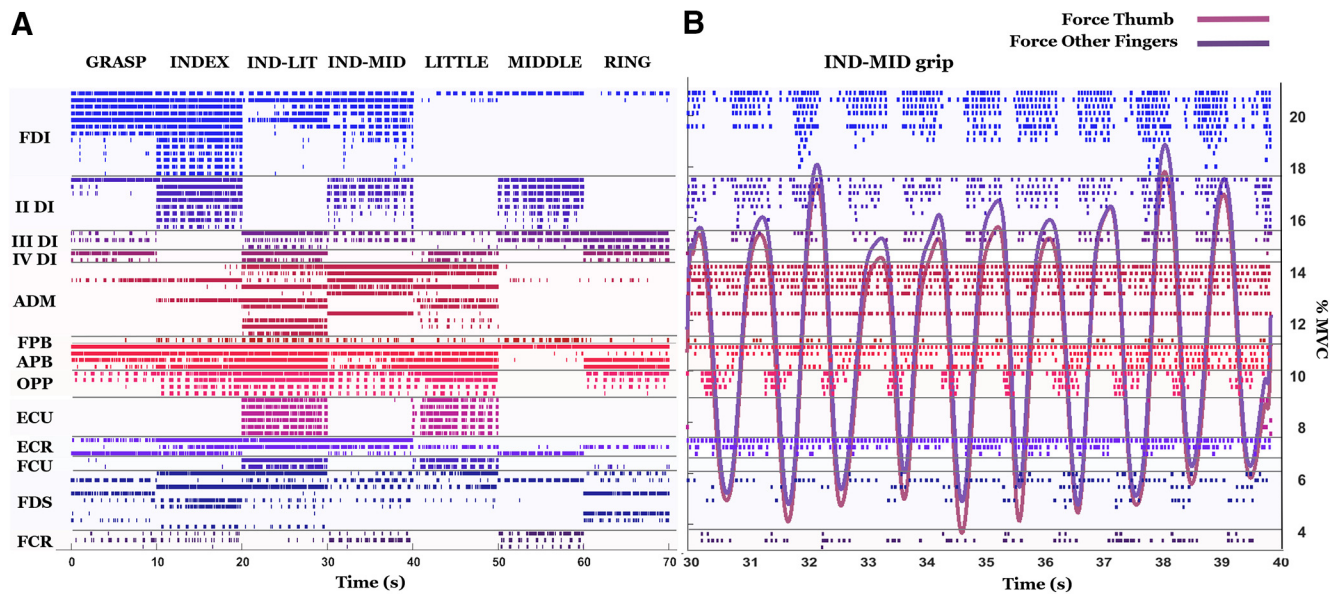 A
GRASP INDEX IND-LIT IND-MID LITTLE MIDDLE RING
FDI
II DI
III DI
IV DI
ADM
FPB
APB
OPP
ECU
ECR
FCU
FDS
FCR
0 10 20 30 40 50 60 70
Time (s)
B
Force Thumb
Force Other Fingers
IND-MID grip
20
18
16
14
12
10
8
6
4
% MVC
30 31 32 33 34 35 36 37 38 39 40
Time (s)